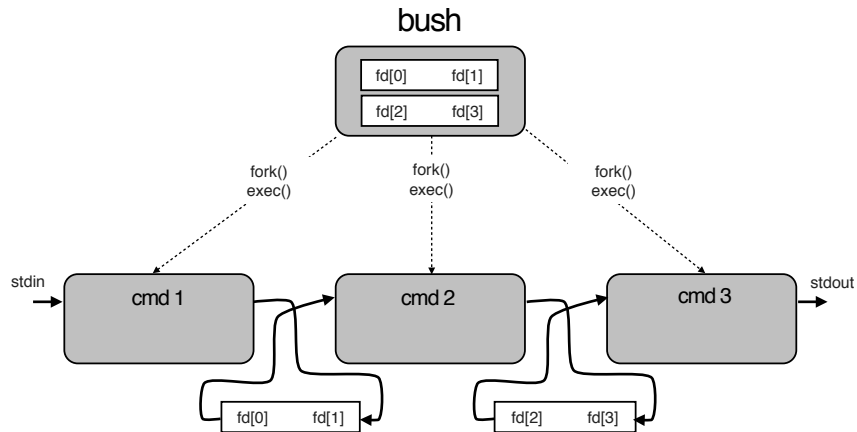 bush
fd[0] fd[1]
fd[2] fd[3]
fork()
exec()
fork()
exec()
fork()
exec()
stdin
cmd 1
cmd 2
cmd 3
stdout
fd[0] fd[1]
fd[2] fd[3]